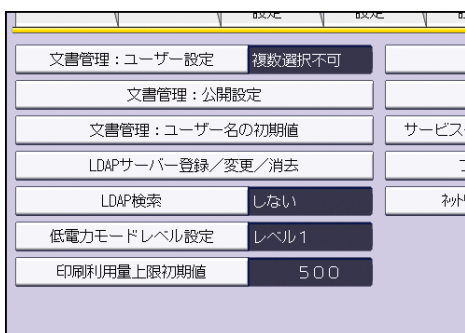 文書管理：ユーザー設定 複数選択不可
文書管理：公開設定
文書管理：ユーザー名の初期値 サービス
LDAPサーバー登録／変更／消去
LDAP検索 しない
低電力モードレベル設定 レベル1
印刷利用量上限初期値 500